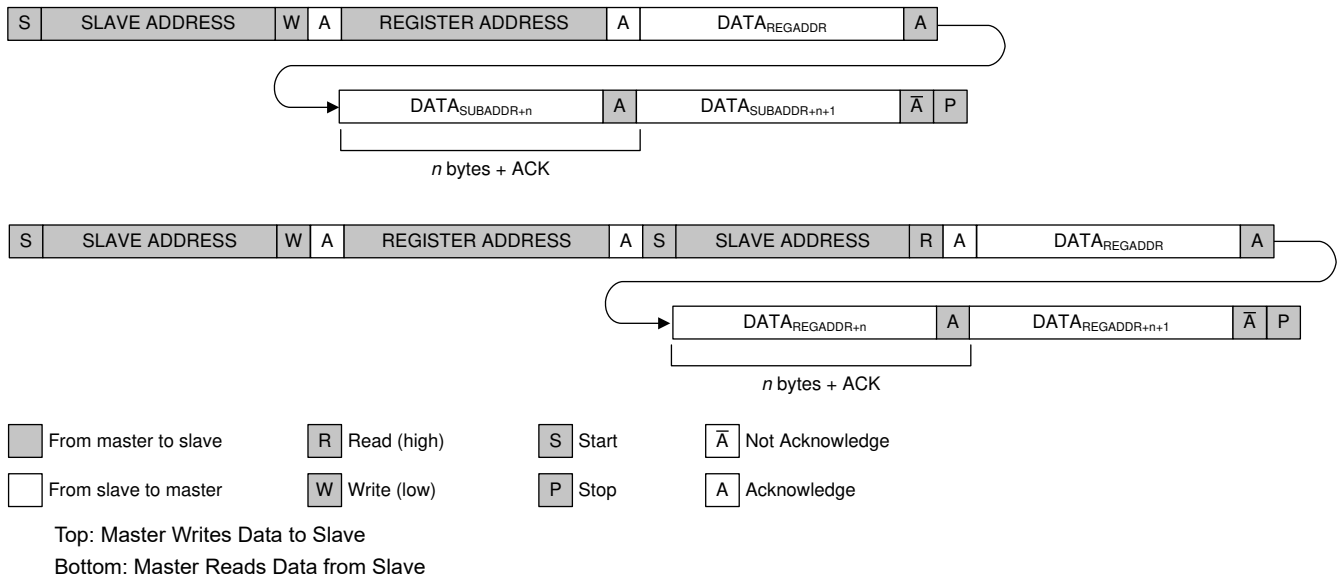 S SLAVE ADDRESS W A REGISTER ADDRESS A DATAREGADDR A
DATASUBADDR+n A DATASUBADDR+n+1 A̅ P
n bytes + ACK
S SLAVE ADDRESS W A REGISTER ADDRESS A S SLAVE ADDRESS R A DATAREGADDR A
DATAREGADDR+n A DATAREGADDR+n+1 A̅ P
n bytes + ACK
From master to slave R Read (high) S Start A̅ Not Acknowledge
From slave to master W Write (low) P Stop A Acknowledge
Top: Master Writes Data to Slave
Bottom: Master Reads Data from Slave